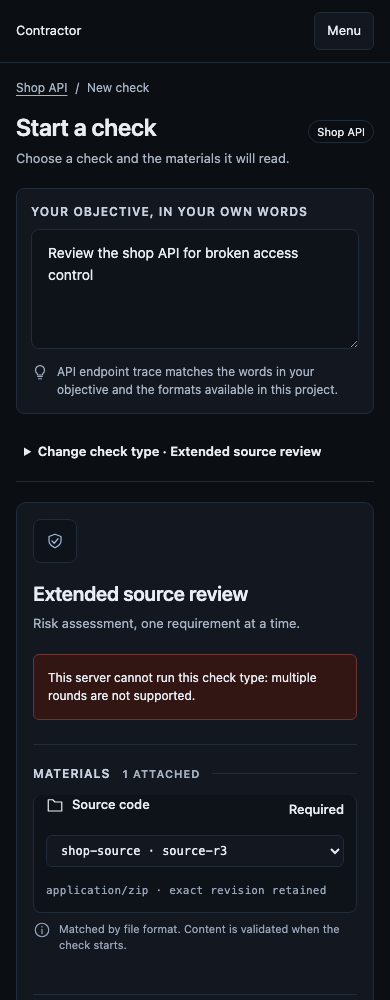 Contractor
Menu
Shop API / New check
Start a check
Shop API
Choose a check and the materials it will read.
YOUR OBJECTIVE, IN YOUR OWN WORDS
Review the shop API for broken access
control
API endpoint trace matches the words in your
objective and the formats available in this project.
Change check type · Extended source review
Extended source review
Risk assessment, one requirement at a time.
This server cannot run this check type: multiple
rounds are not supported.
MATERIALS 1 ATTACHED
Source code
Required
shop-source · source-r3
application/zip · exact revision retained
Matched by file format. Content is validated when the
check starts.